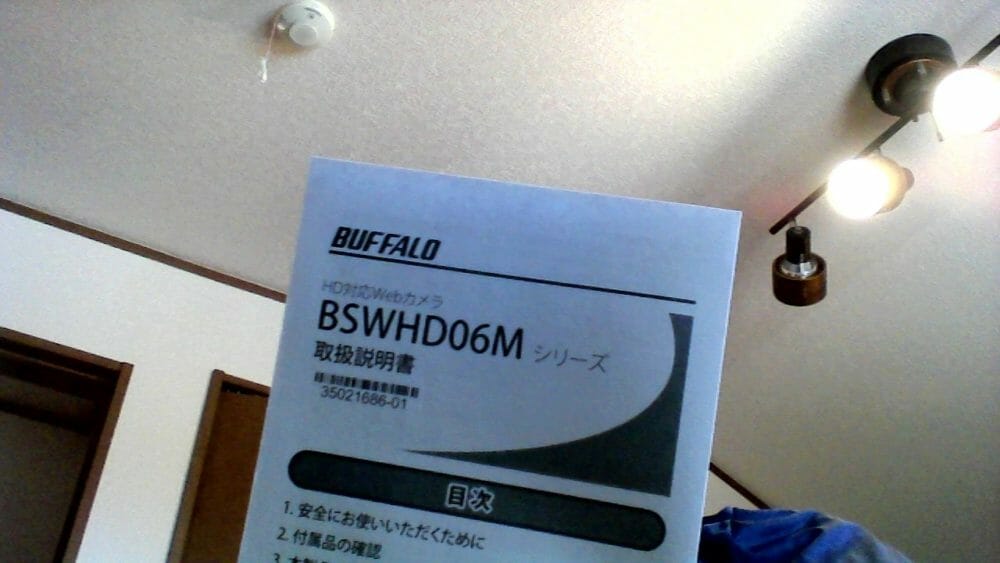 BUFFALO
HD対応Webカメラ
BSWHD06M シリーズ
取扱説明書
35021686-01
目次
1. 安全にお使いいただくために
2. 付属品の確認